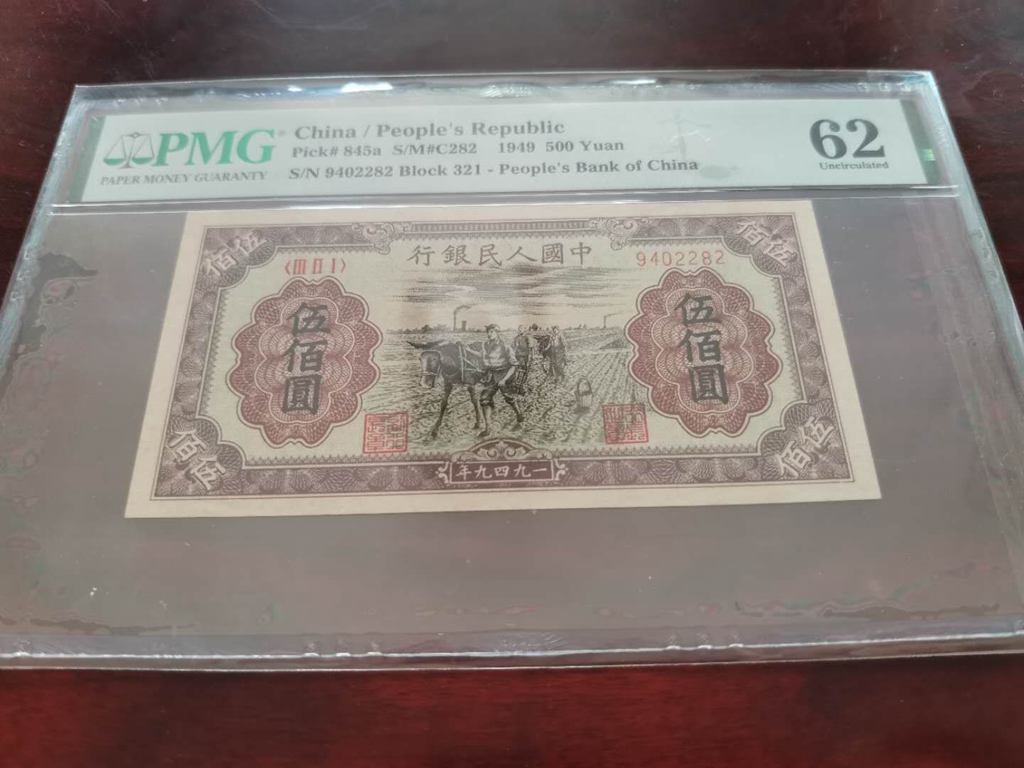 PMG
PAPER MONEY GUARANTY
China / People's Republic
Pick# 845a S/M#C282 1949 500 Yuan
S/N 9402282 Block 321 - People's Bank of China
62
Uncirculated
佰伍
行銀民人國中
佰伍
〈III II I〉
9402282
伍佰圓
伍佰圓
佰伍
年九四九一
佰伍